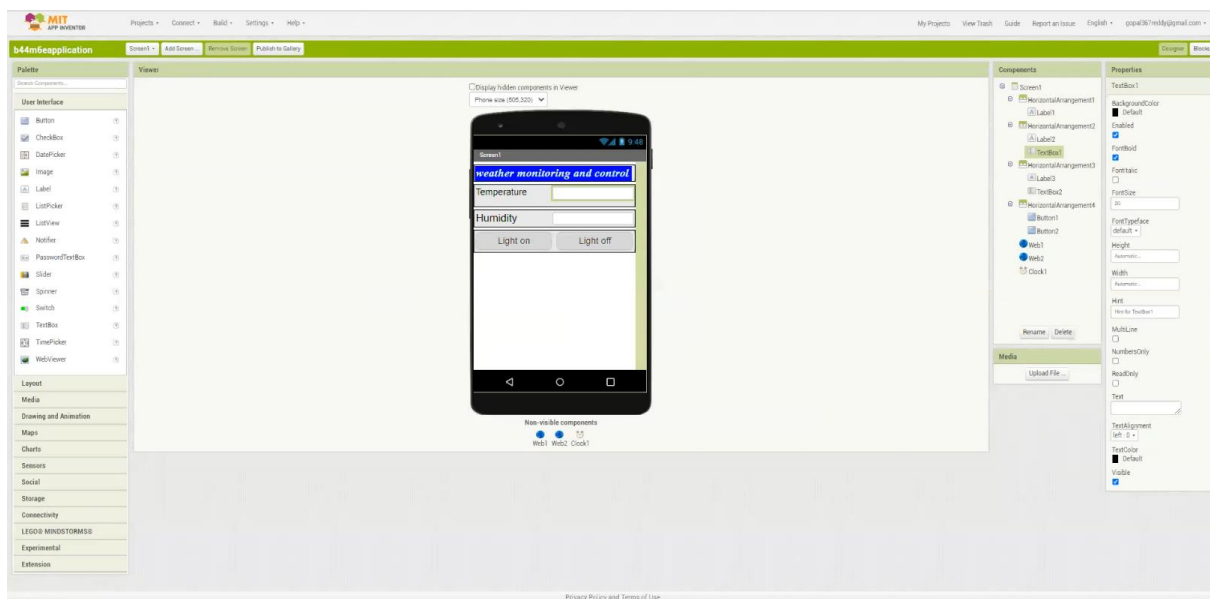 MIT
APP INVENTOR
Projects Connect Build Settings Help
My Projects View Trash Guide Report an Issue English gopal367reddy@gmail.com
b44m6eapplication
Screen1 Add Screen ... Remove Screen Publish to Gallery
Designer Blocks
Palette
Search Components...
User Interface
Button
CheckBox
DatePicker
Image
Label
ListPicker
ListView
Notifier
PasswordTextBox
Slider
Spinner
Switch
TextBox
TimePicker
WebViewer
Layout
Media
Drawing and Animation
Maps
Charts
Sensors
Social
Storage
Connectivity
LEGO® MINDSTORMS®
Experimental
Extension
Viewer
Display hidden components in Viewer
Phone size (505,320)
9:48
Screen1
weather monitoring and control
Temperature
Humidity
Light on Light off
Non-visible components
Web1 Web2 Clock1
Components
Screen1
HorizontalArrangement1
Label1
HorizontalArrangement2
Label2
TextBox1
HorizontalArrangement3
Label3
TextBox2
HorizontalArrangement4
Button1
Button2
Web1
Web2
Clock1
Rename Delete
Media
Upload File ...
Properties
TextBox1
BackgroundColor
Default
Enabled
FontBold
FontItalic
FontSize
FontTypeface
default
Height
Automatic...
Width
Automatic...
Hint
Hint for TextBox1
MultiLine
NumbersOnly
ReadOnly
Text
TextAlignment
left : 0
TextColor
Default
Visible
Privacy Policy and Terms of Use